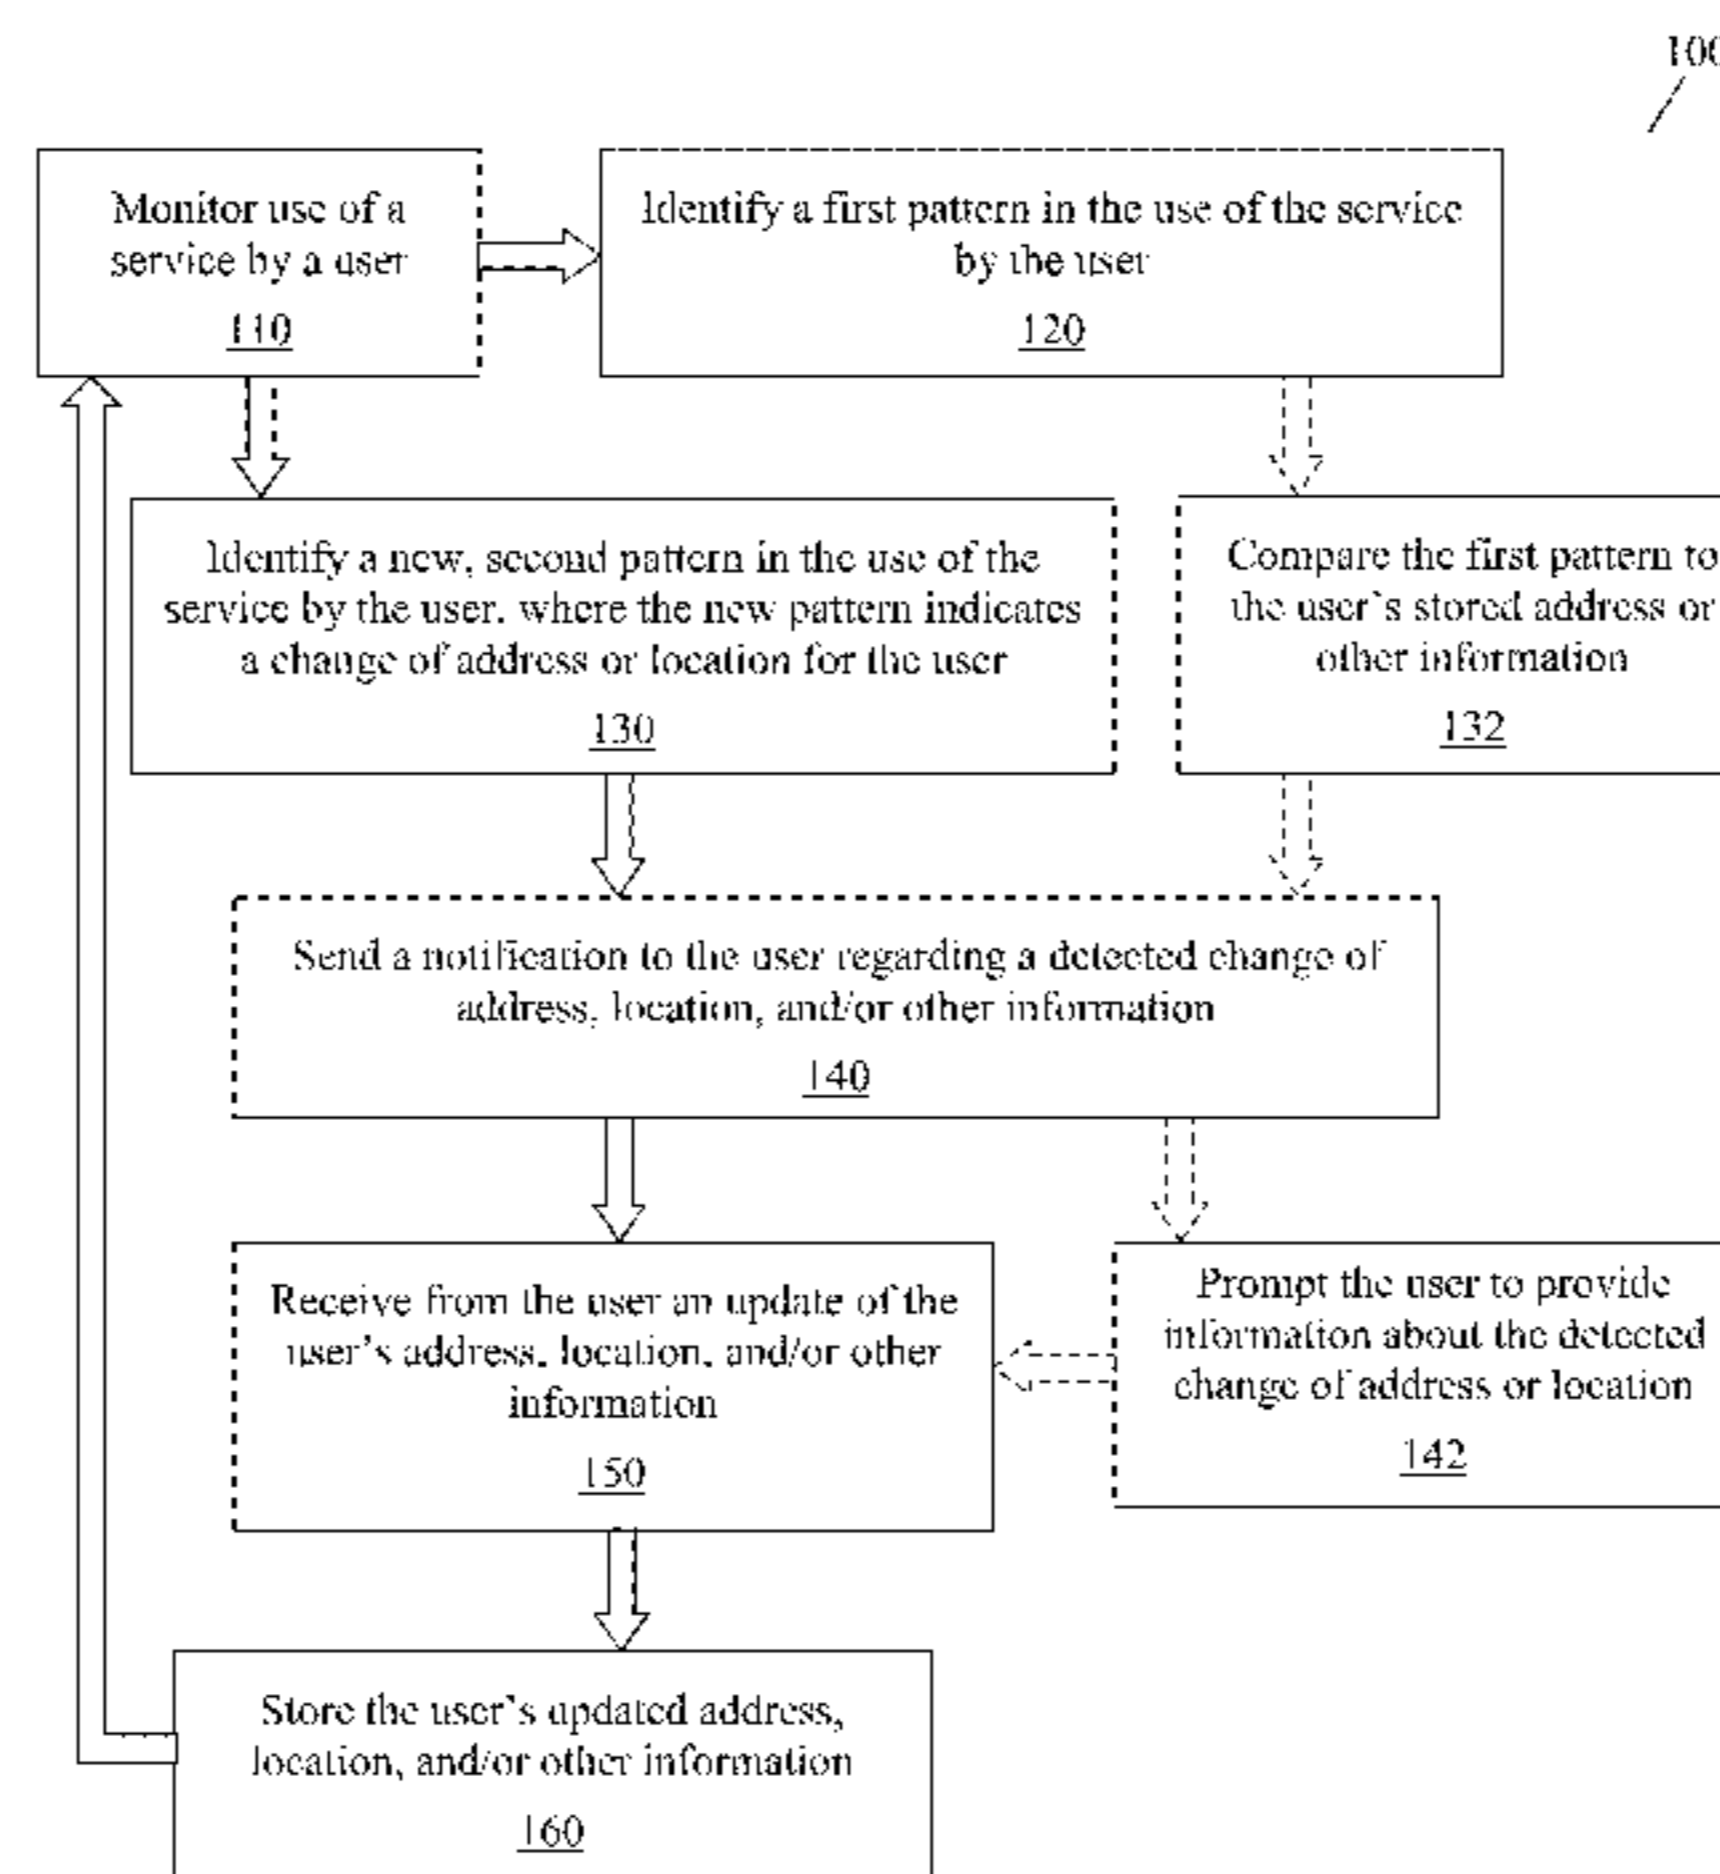 100
Monitor use of a
service by a user
110
Identify a first pattern in the use of the service
by the user
120
Identify a new, second pattern in the use of the
service by the user, where the new pattern indicates
a change of address or location for the user
130
Compare the first pattern to
the user's stored address or
other information
132
Send a notification to the user regarding a detected change of
address, location, and/or other information
140
Receive from the user an update of the
user's address, location, and/or other
information
150
Prompt the user to provide
information about the detected
change of address or location
142
Store the user's updated address,
location, and/or other information
160